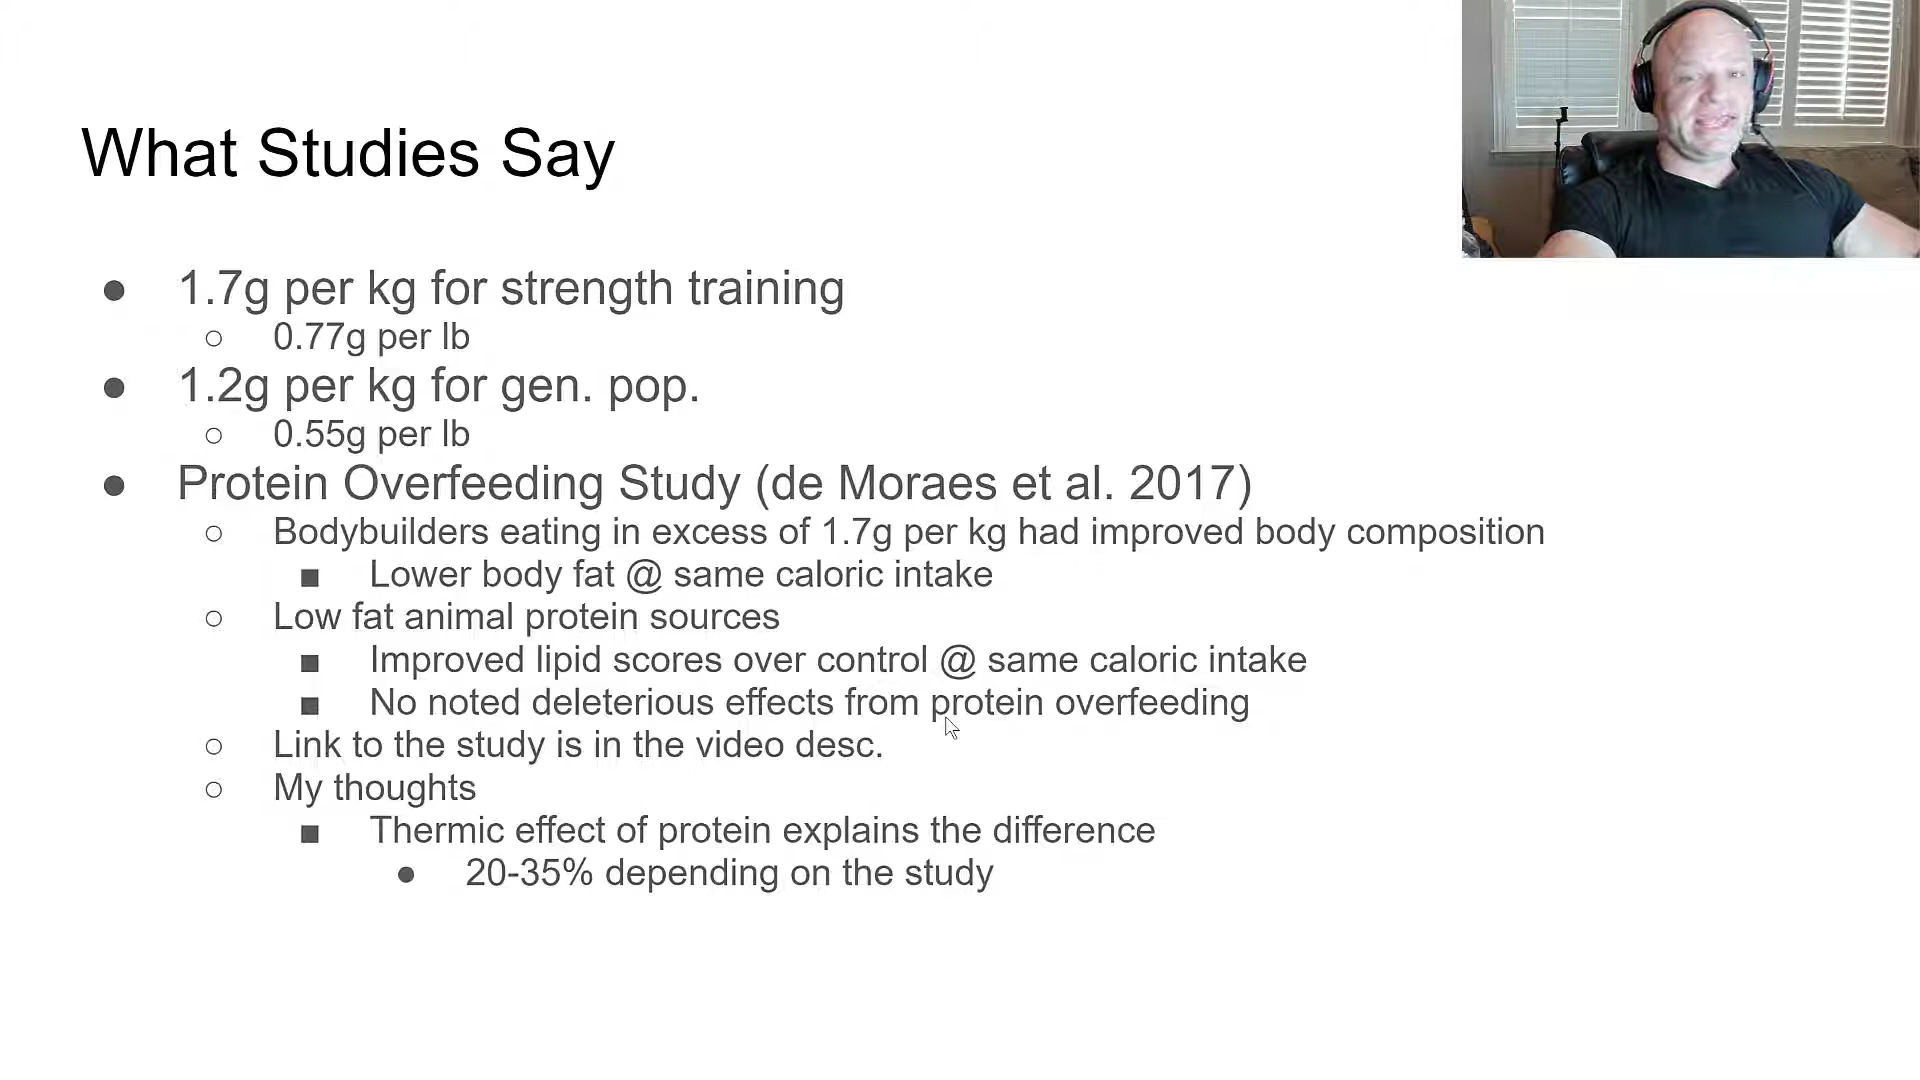 What Studies Say
● 1.7g per kg for strength training
○ 0.77g per lb
● 1.2g per kg for gen. pop.
○ 0.55g per lb
● Protein Overfeeding Study (de Moraes et al. 2017)
○ Bodybuilders eating in excess of 1.7g per kg had improved body composition
■ Lower body fat @ same caloric intake
○ Low fat animal protein sources
■ Improved lipid scores over control @ same caloric intake
■ No noted deleterious effects from protein overfeeding
○ Link to the study is in the video desc.
○ My thoughts
■ Thermic effect of protein explains the difference
● 20-35% depending on the study